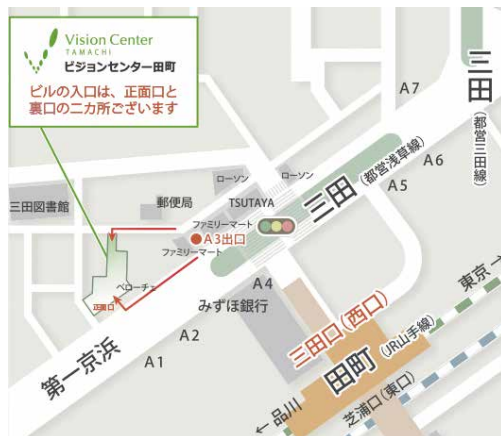 Vision Center
TAMACHI
ビジョンセンター田町
ビルの入口は、正面口と
裏口の二カ所ございます
三田
(都営三田線)
A7
A6
A5
三田
(都営浅草線)
ローソン
ローソン
TSUTAYA
郵便局
三田図書館
ファミリーマート
A3出口
ファミリーマート
ベローチェ
正面口
A4
みずほ銀行
A2
A1
第一京浜
三田口(西口)
田町
(JR山手線)
東京→
←品川
芝浦口(東口)